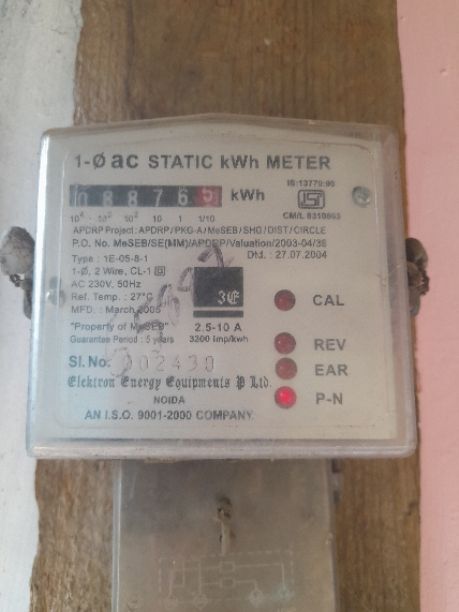 1-Ø ac STATIC kWh METER
088765 kWh
IS:13779:99
ISI
CM/L 8310863
10⁴ 10³ 10² 10 1 1/10
APDRP Project: APDRP/PKG-A/MeSEB/SHG/DIST/CIRCLE
P.O. No. MeSEB/SE(MM)/APDRP/Valuation/2003-04/36
Dtd.: 27.07.2004
Type : 1E-05-8-1
1-Ø, 2 Wire, CL-1
AC 230V, 50Hz
Ref. Temp. : 27°C
MFD. : March 2005
"Property of MeSEB"
Guarantee Period : 5 years
2.5-10 A
3200 imp/kwh
CAL
REV
EAR
P-N
Sl. No. 002430
Elektron Energy Equipments P Ltd.
NOIDA
AN I.S.O. 9001-2000 COMPANY.